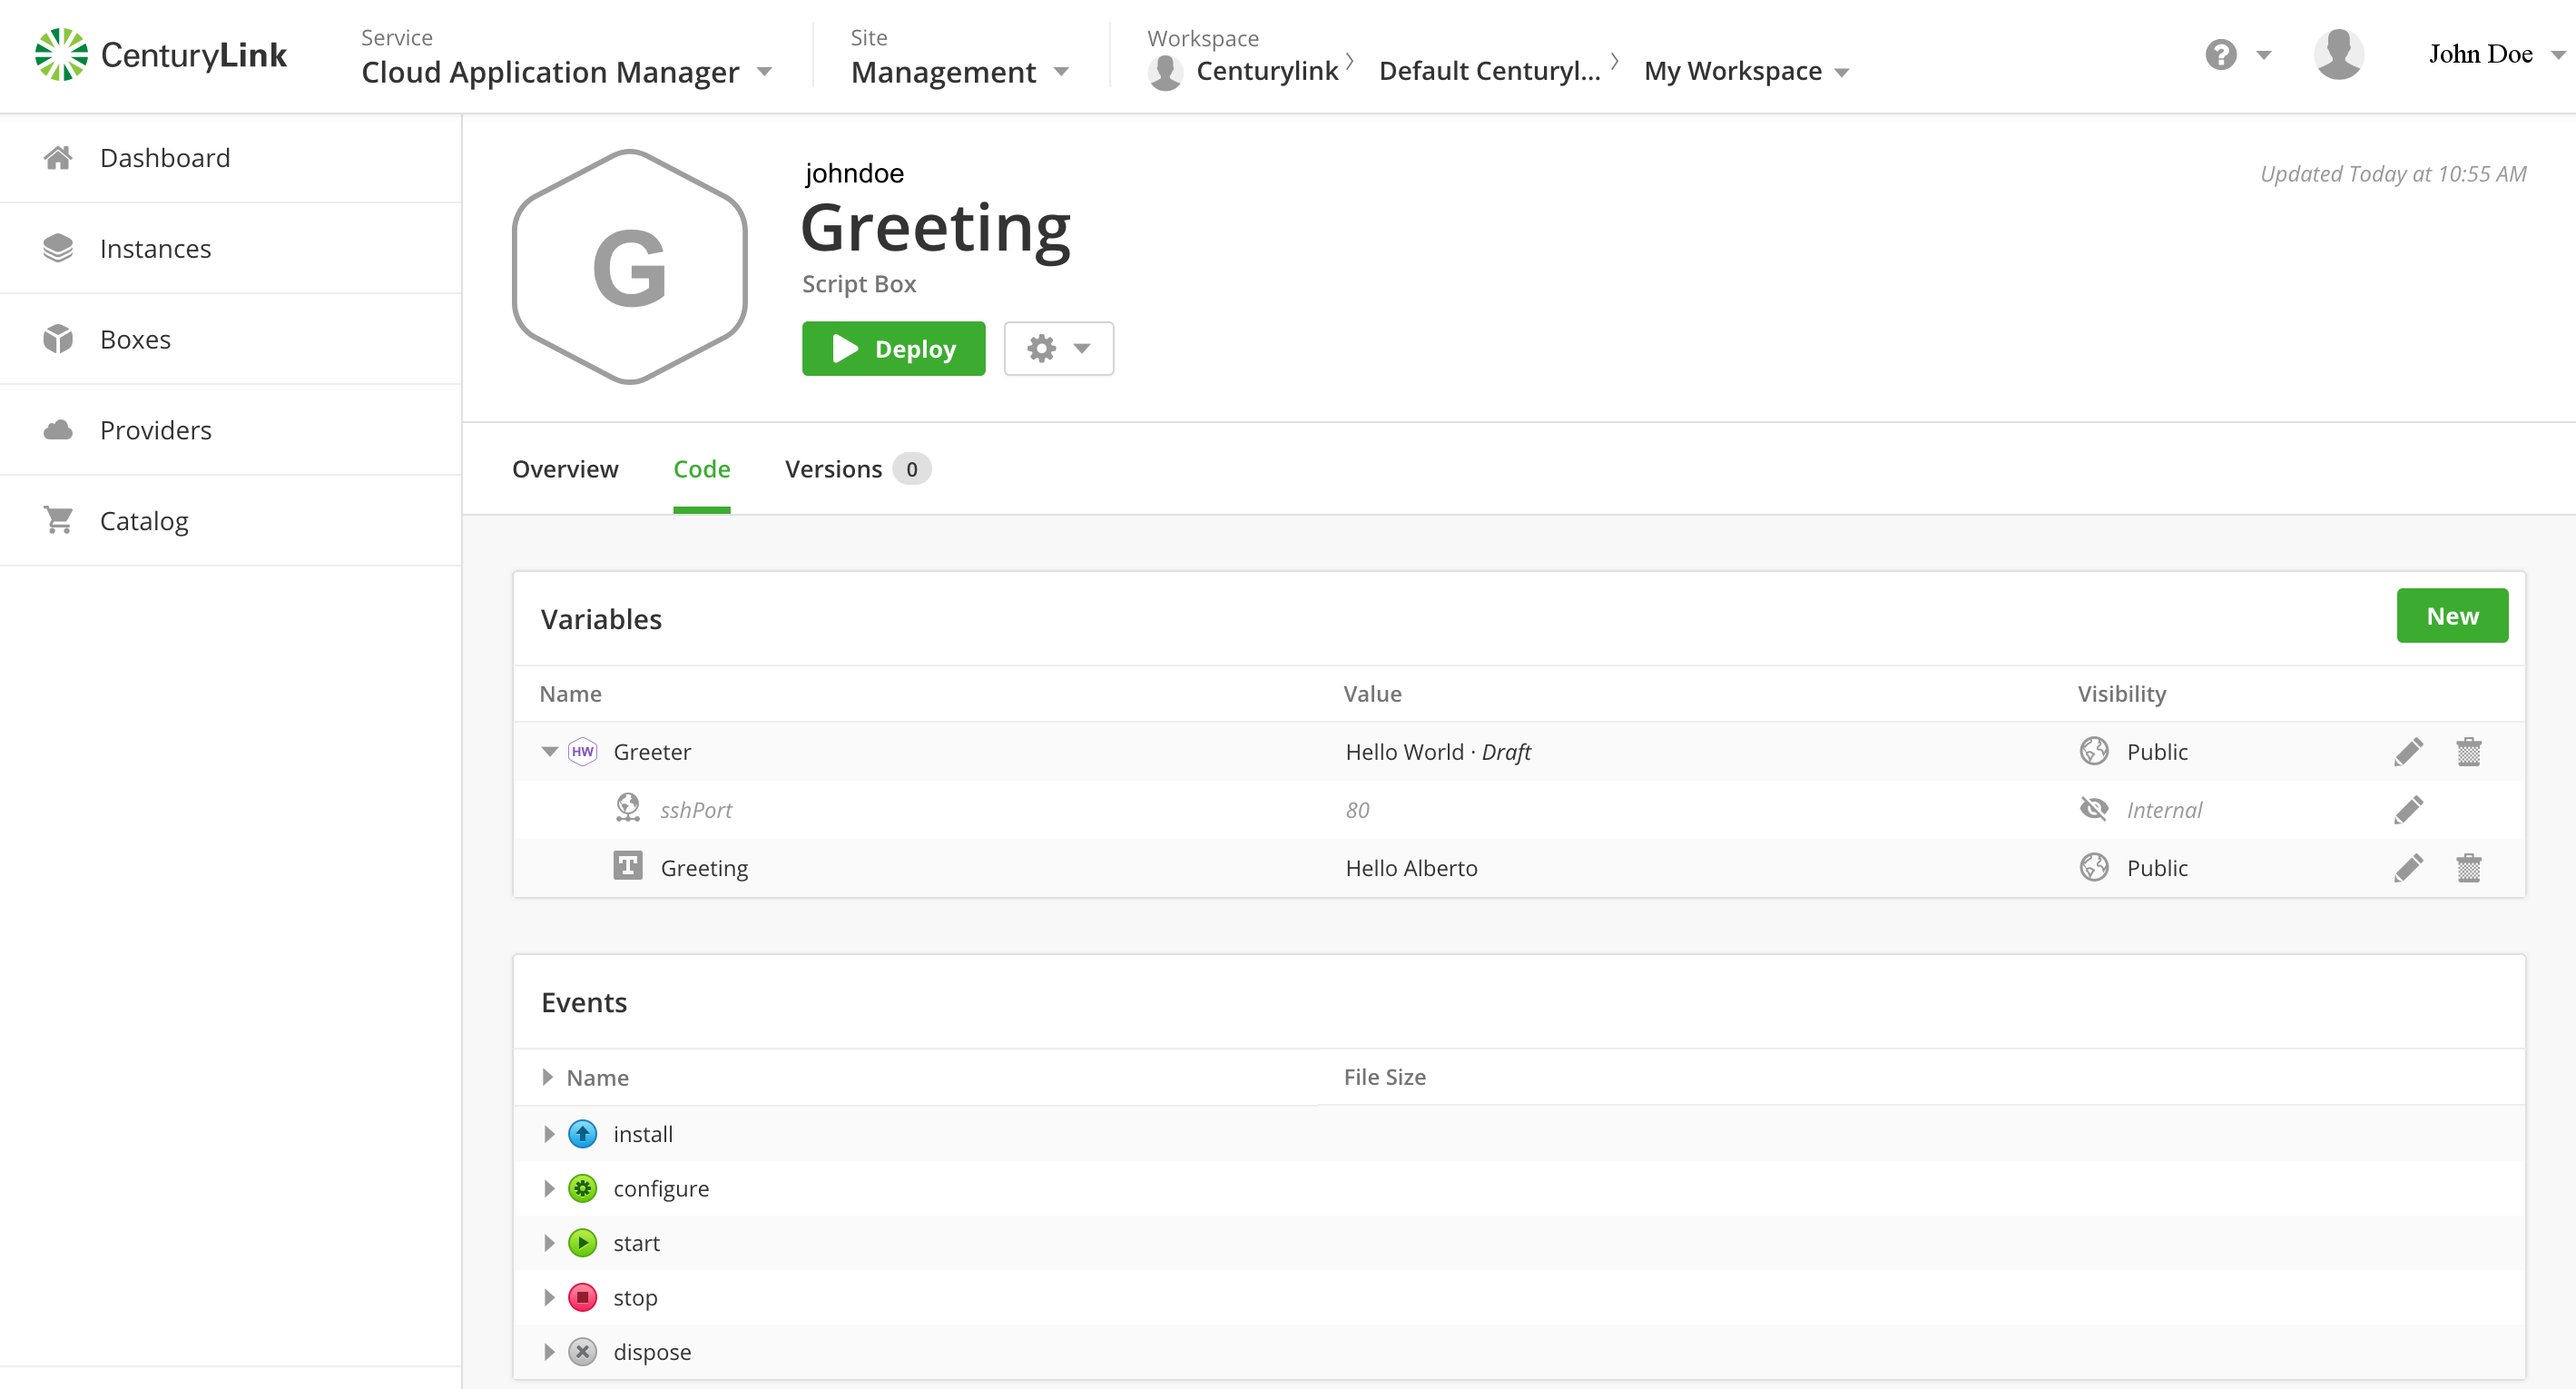 CenturyLink
Service
Cloud Application Manager
Site
Management
Workspace
Centurylink
Default Centuryl...
My Workspace
?
John Doe
Dashboard
Instances
Boxes
Providers
Catalog
G
johndoe
Greeting
Script Box
Updated Today at 10:55 AM
Deploy
Overview Code Versions 0
Variables New
Name Value Visibility
HW Greeter Hello World · Draft Public
sshPort 80 Internal
T Greeting Hello Alberto Public
Events
Name File Size
install
configure
start
stop
dispose